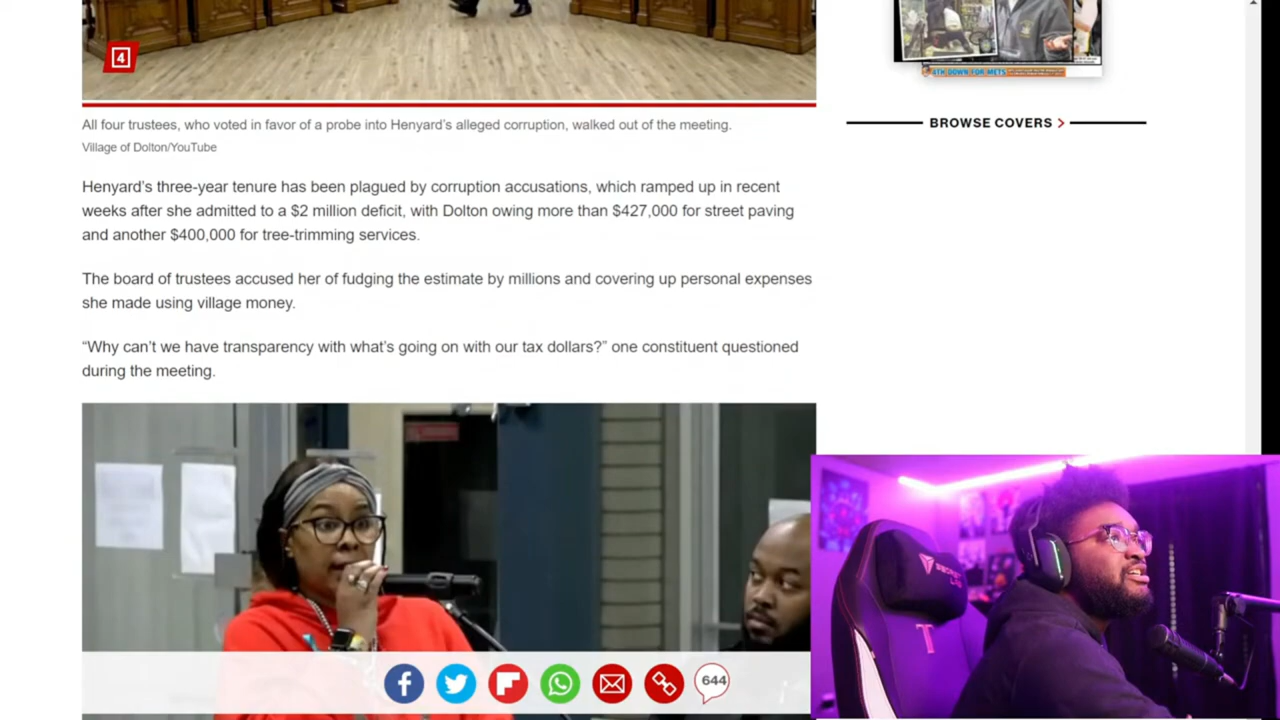 4
4TH DOWN FOR METS
BROWSE COVERS
All four trustees, who voted in favor of a probe into Henyard’s alleged corruption, walked out of the meeting.
Village of Dolton/YouTube
Henyard’s three-year tenure has been plagued by corruption accusations, which ramped up in recent
weeks after she admitted to a $2 million deficit, with Dolton owing more than $427,000 for street paving
and another $400,000 for tree-trimming services.
The board of trustees accused her of fudging the estimate by millions and covering up personal expenses
she made using village money.
“Why can’t we have transparency with what’s going on with our tax dollars?” one constituent questioned
during the meeting.
644